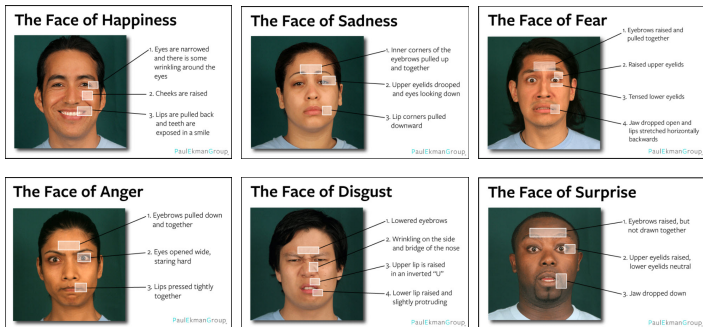 The Face of Happiness
1. Eyes are narrowed
and there is some
wrinkling around the
eyes
2. Cheeks are raised
3. Lips are pulled back
and teeth are
exposed in a smile
PaulEkmanGroup
The Face of Sadness
1. Inner corners of the
eyebrows pulled up
and together
2. Upper eyelids drooped
and eyes looking down
3. Lip corners pulled
downward
PaulEkmanGroup
The Face of Fear
1. Eyebrows raised and
pulled together
2. Raised upper eyelids
3. Tensed lower eyelids
4. Jaw dropped open and
lips stretched horizontally
backwards
PaulEkmanGroup
The Face of Anger
1. Eyebrows pulled down
and together
2. Eyes opened wide,
staring hard
3. Lips pressed tightly
together
PaulEkmanGroup
The Face of Disgust
1. Lowered eyebrows
2. Wrinkling on the side
and bridge of the nose
3. Upper lip is raised
in an inverted "U"
4. Lower lip raised and
slightly protruding
PaulEkmanGroup
The Face of Surprise
1. Eyebrows raised, but
not drawn together
2. Upper eyelids raised,
lower eyelids neutral
3. Jaw dropped down
PaulEkmanGroup